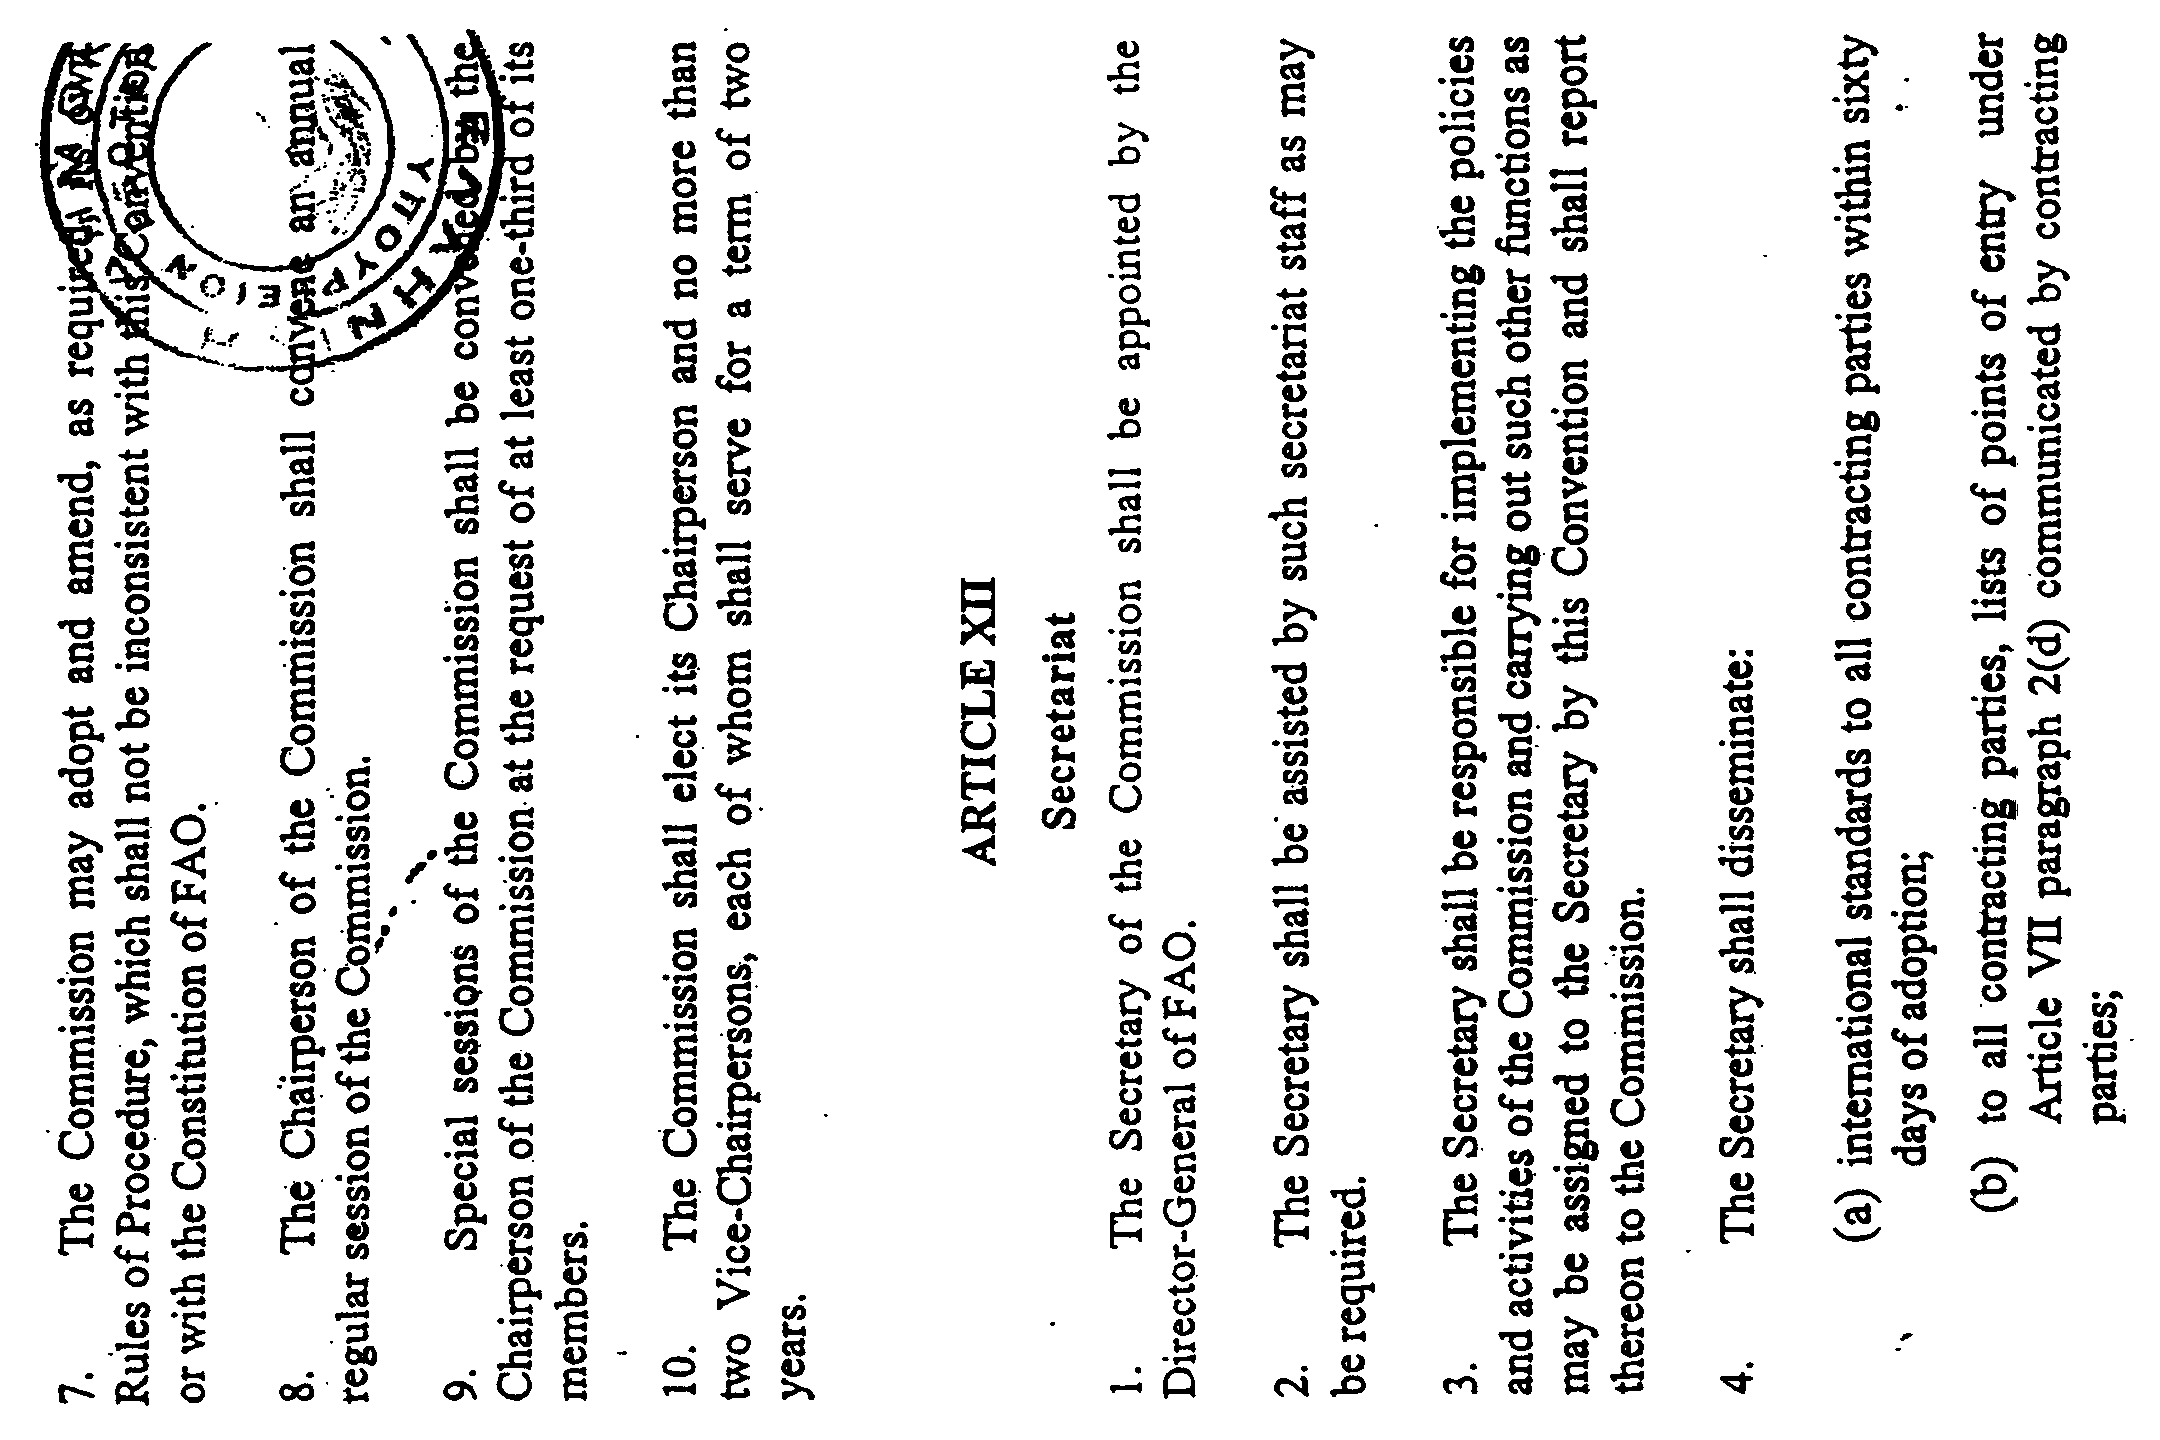 7. The Commission may adopt and amend, as required, its own
Rules of Procedure, which shall not be inconsistent with this Convention
or with the Constitution of FAO.
8. The Chairperson of the Commission shall convene an annual
regular session of the Commission.
9. Special sessions of the Commission shall be convened by the
Chairperson of the Commission at the request of at least one-third of its
members.
10. The Commission shall elect its Chairperson and no more than
two Vice-Chairpersons, each of whom shall serve for a term of two
years.
ARTICLE XII
Secretariat
1. The Secretary of the Commission shall be appointed by the
Director-General of FAO.
2. The Secretary shall be assisted by such secretariat staff as may
be required.
3. The Secretary shall be responsible for implementing the policies
and activities of the Commission and carrying out such other functions as
may be assigned to the Secretary by this Convention and shall report
thereon to the Commission.
4. The Secretary shall disseminate:
(a) international standards to all contracting parties within sixty
days of adoption;
(b) to all contracting parties, lists of points of entry under
Article VII paragraph 2(d) communicated by contracting
parties;